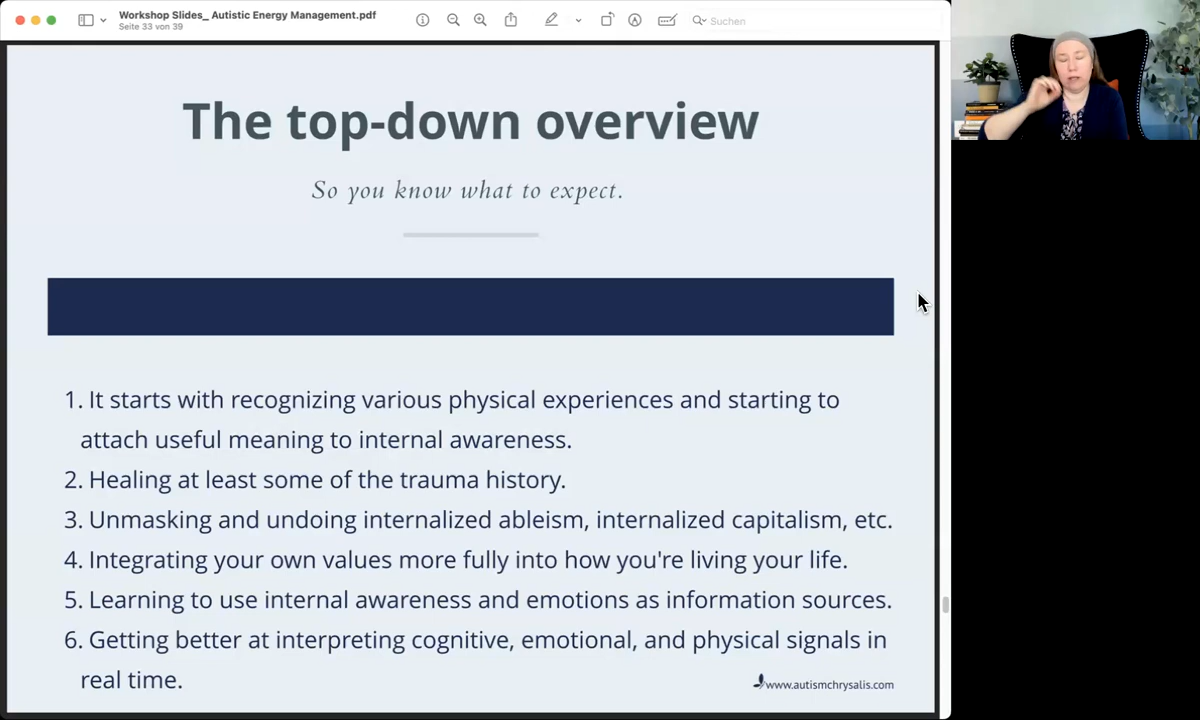 Workshop Slides_ Autistic Energy Management.pdf
Seite 33 von 39
Suchen
The top-down overview
So you know what to expect.
1. It starts with recognizing various physical experiences and starting to
attach useful meaning to internal awareness.
2. Healing at least some of the trauma history.
3. Unmasking and undoing internalized ableism, internalized capitalism, etc.
4. Integrating your own values more fully into how you're living your life.
5. Learning to use internal awareness and emotions as information sources.
6. Getting better at interpreting cognitive, emotional, and physical signals in
real time.
www.autismchrysalis.com